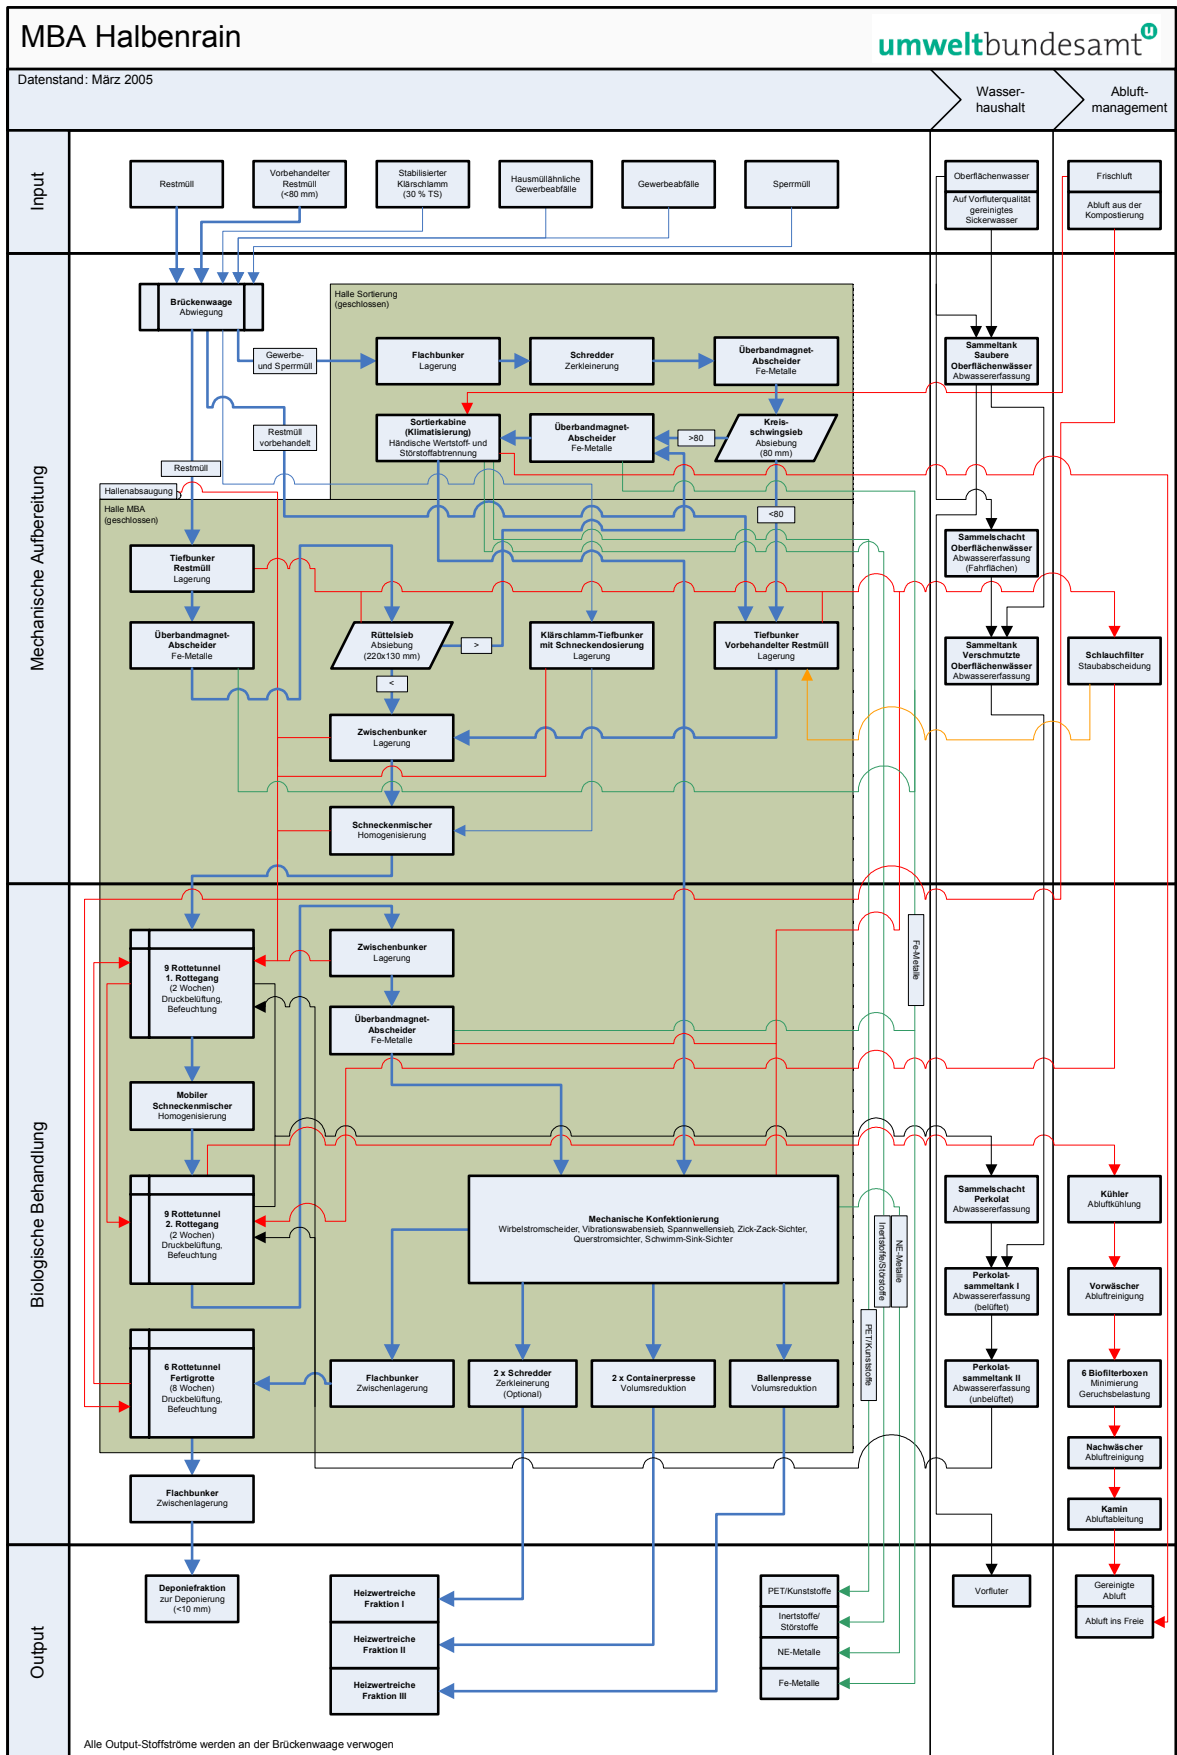 MBA Halbenrain
umweltbundesamt
u
Datenstand: März 2005
Wasser-
haushalt
Abluft-
management
Input
Restmüll
Vorbehandelter
Restmüll
(<80 mm)
Stabilisierter
Klärschlamm
(30 % TS)
Hausmüllähnliche
Gewerbeabfälle
Gewerbeabfälle
Sperrmüll
Oberflächenwasser
Auf Vorfluterqualität
gereinigtes
Sickerwasser
Frischluft
Abluft aus der
Kompostierung
Mechanische Aufbereitung
Brückenwaage
Abwiegung
Halle Sortierung
(geschlossen)
Gewerbe-
und Sperrmüll
Flachbunker
Lagerung
Schredder
Zerkleinerung
Überbandmagnet-
Abscheider
Fe-Metalle
Sammeltank
Saubere
Oberflächenwässer
Abwassererfassung
Restmüll
vorbehandelt
Sortierkabine
(Klimatisierung)
Händische Wertstoff- und
Störstoffabtrennung
Überbandmagnet-
Abscheider
Fe-Metalle
>80
Kreis-
schwingsieb
Absiebung
(80 mm)
Restmüll
Hallenabsaugung
Halle MBA
(geschlossen)
<80
Tiefbunker
Restmüll
Lagerung
Sammelschacht
Oberflächenwässer
Abwassererfassung
(Fahrflächen)
Überbandmagnet-
Abscheider
Fe-Metalle
Rüttelsieb
Absiebung
(220x130 mm)
>
<
Klärschlamm-Tiefbunker
mit Schneckendosierung
Lagerung
Tiefbunker
Vorbehandelter Restmüll
Lagerung
Sammeltank
Verschmutzte
Oberflächenwässer
Abwassererfassung
Schlauchfilter
Staubabscheidung
Zwischenbunker
Lagerung
Schneckenmischer
Homogenisierung
Biologische Behandlung
9 Rottetunnel
1. Rottegang
(2 Wochen)
Druckbelüftung,
Befeuchtung
Zwischenbunker
Lagerung
Fe-Metalle
Überbandmagnet-
Abscheider
Fe-Metalle
Mobiler
Schneckenmischer
Homogenisierung
9 Rottetunnel
2. Rottegang
(2 Wochen)
Druckbelüftung,
Befeuchtung
Mechanische Konfektionierung
Wirbelstromscheider, Vibrationswabensieb, Spannwellensieb, Zick-Zack-Sichter,
Querstromsichter, Schwimm-Sink-Sichter
Inertstoffe/Störstoffe
NE-Metalle
PET/Kunststoffe
Sammelschacht
Perkolat
Abwassererfassung
Kühler
Abluftkühlung
Perkolat-
sammeltank I
Abwassererfassung
(belüftet)
Vorwäscher
Abluftreinigung
6 Rottetunnel
Fertigrotte
(8 Wochen)
Druckbelüftung,
Befeuchtung
Flachbunker
Zwischenlagerung
2 x Schredder
Zerkleinerung
(Optional)
2 x Containerpresse
Volumsreduktion
Ballenpresse
Volumsreduktion
Perkolat-
sammeltank II
Abwassererfassung
(unbelüftet)
6 Biofilterboxen
Minimierung
Geruchsbelastung
Nachwäscher
Abluftreinigung
Flachbunker
Zwischenlagerung
Kamin
Abluftableitung
Output
Deponiefraktion
zur Deponierung
(<10 mm)
Heizwertreiche
Fraktion I
Heizwertreiche
Fraktion II
Heizwertreiche
Fraktion III
PET/Kunststoffe
Inertstoffe/
Störstoffe
NE-Metalle
Fe-Metalle
Vorfluter
Gereinigte
Abluft
Abluft ins Freie
Alle Output-Stoffströme werden an der Brückenwaage verwogen